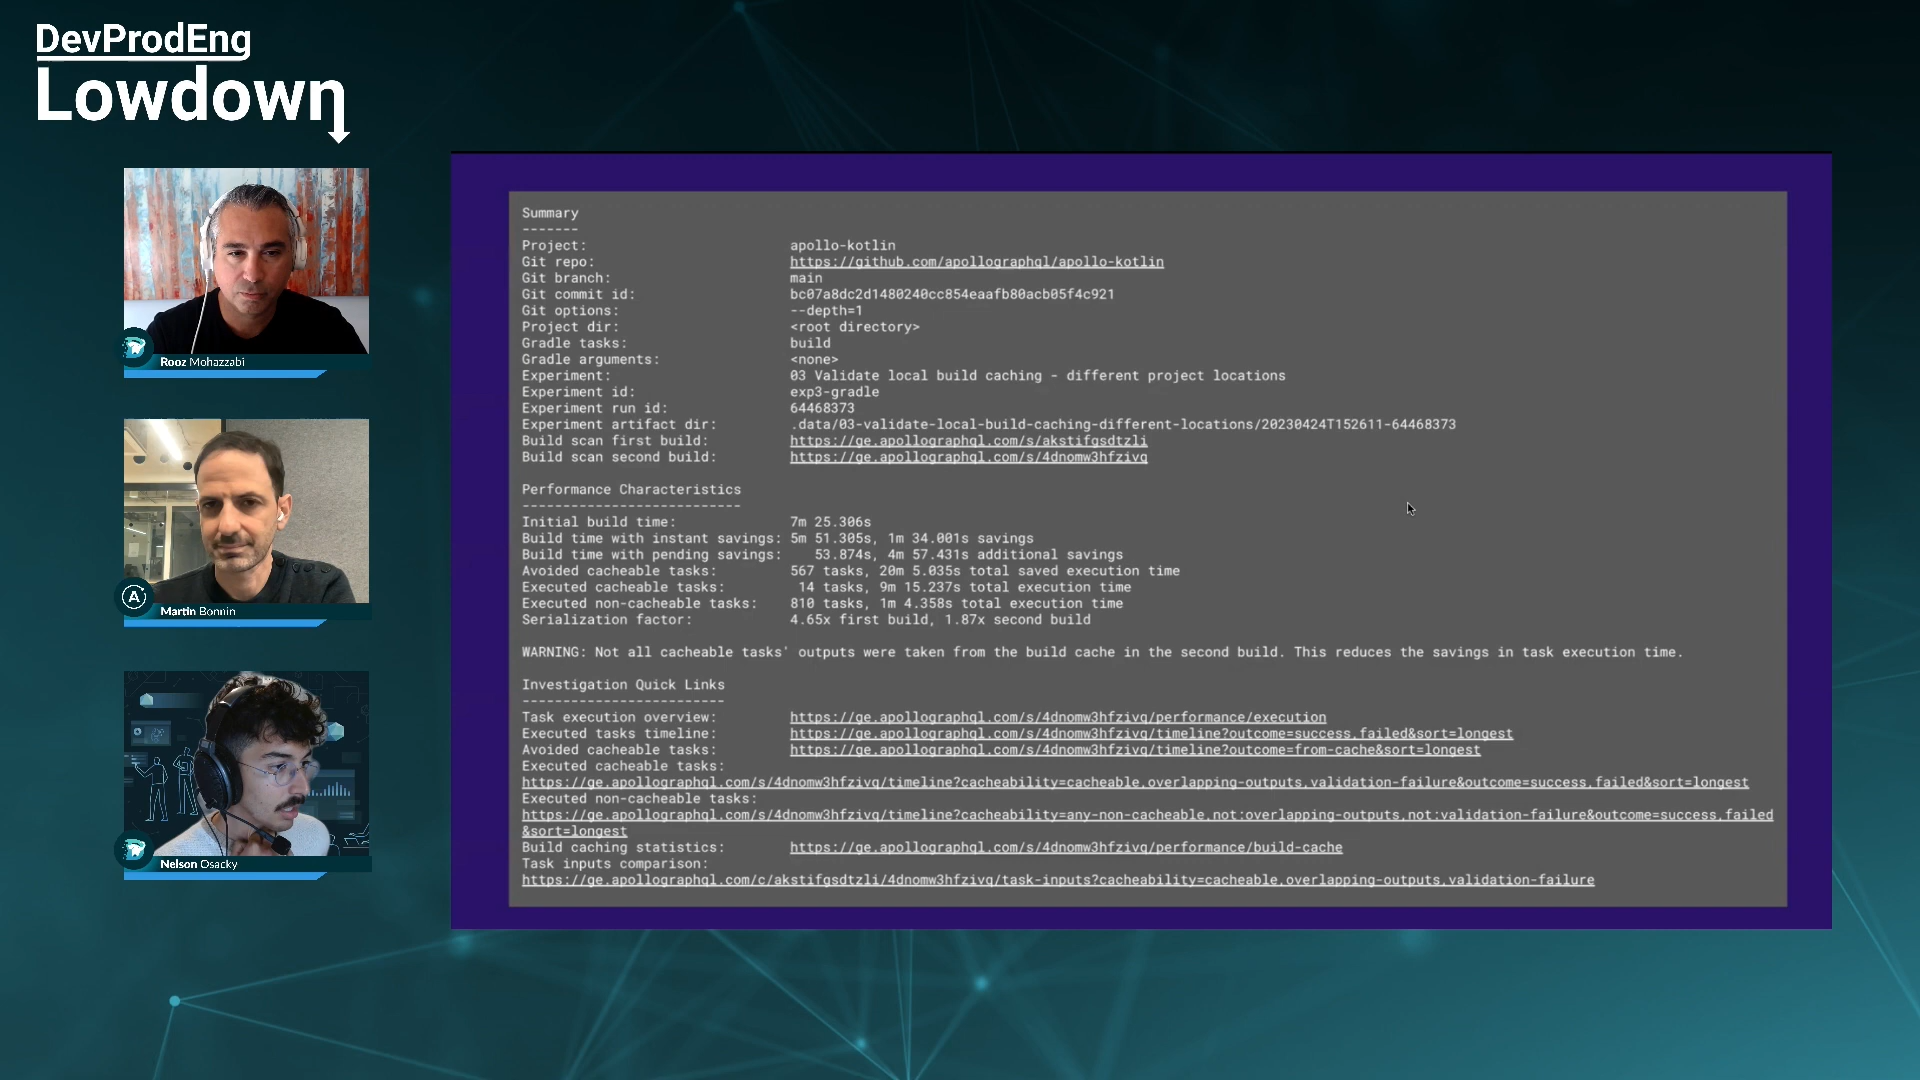 DevProdEng
Lowdown
Rooz Mohazzabi
A
Martin Bonnin
Nelson Osacky
Summary
-------
Project: apollo-kotlin
Git repo: https://github.com/apollographql/apollo-kotlin
Git branch: main
Git commit id: bc07a8dc2d1480240cc854eaafb80acb05f4c921
Git options: --depth=1
Project dir: <root directory>
Gradle tasks: build
Gradle arguments: <none>
Experiment: 03 Validate local build caching - different project locations
Experiment id: exp3-gradle
Experiment run id: 64468373
Experiment artifact dir: .data/03-validate-local-build-caching-different-locations/20230424T152611-64468373
Build scan first build: https://ge.apollographql.com/s/akstifgsdtzli
Build scan second build: https://ge.apollographql.com/s/4dnomw3hfzivq
Performance Characteristics
---------------------------
Initial build time: 7m 25.306s
Build time with instant savings: 5m 51.305s, 1m 34.001s savings
Build time with pending savings: 53.874s, 4m 57.431s additional savings
Avoided cacheable tasks: 567 tasks, 20m 5.035s total saved execution time
Executed cacheable tasks: 14 tasks, 9m 15.237s total execution time
Executed non-cacheable tasks: 810 tasks, 1m 4.358s total execution time
Serialization factor: 4.65x first build, 1.87x second build
WARNING: Not all cacheable tasks' outputs were taken from the build cache in the second build. This reduces the savings in task execution time.
Investigation Quick Links
-------------------------
Task execution overview: https://ge.apollographql.com/s/4dnomw3hfzivq/performance/execution
Executed tasks timeline: https://ge.apollographql.com/s/4dnomw3hfzivq/timeline?outcome=success,failed&sort=longest
Avoided cacheable tasks: https://ge.apollographql.com/s/4dnomw3hfzivq/timeline?outcome=from-cache&sort=longest
Executed cacheable tasks:
https://ge.apollographql.com/s/4dnomw3hfzivq/timeline?cacheability=cacheable,overlapping-outputs,validation-failure&outcome=success,failed&sort=longest
Executed non-cacheable tasks:
https://ge.apollographql.com/s/4dnomw3hfzivq/timeline?cacheability=any-non-cacheable,not:overlapping-outputs,not:validation-failure&outcome=success,failed
&sort=longest
Build caching statistics: https://ge.apollographql.com/s/4dnomw3hfzivq/performance/build-cache
Task inputs comparison:
https://ge.apollographql.com/c/akstifgsdtzli/4dnomw3hfzivq/task-inputs?cacheability=cacheable,overlapping-outputs,validation-failure